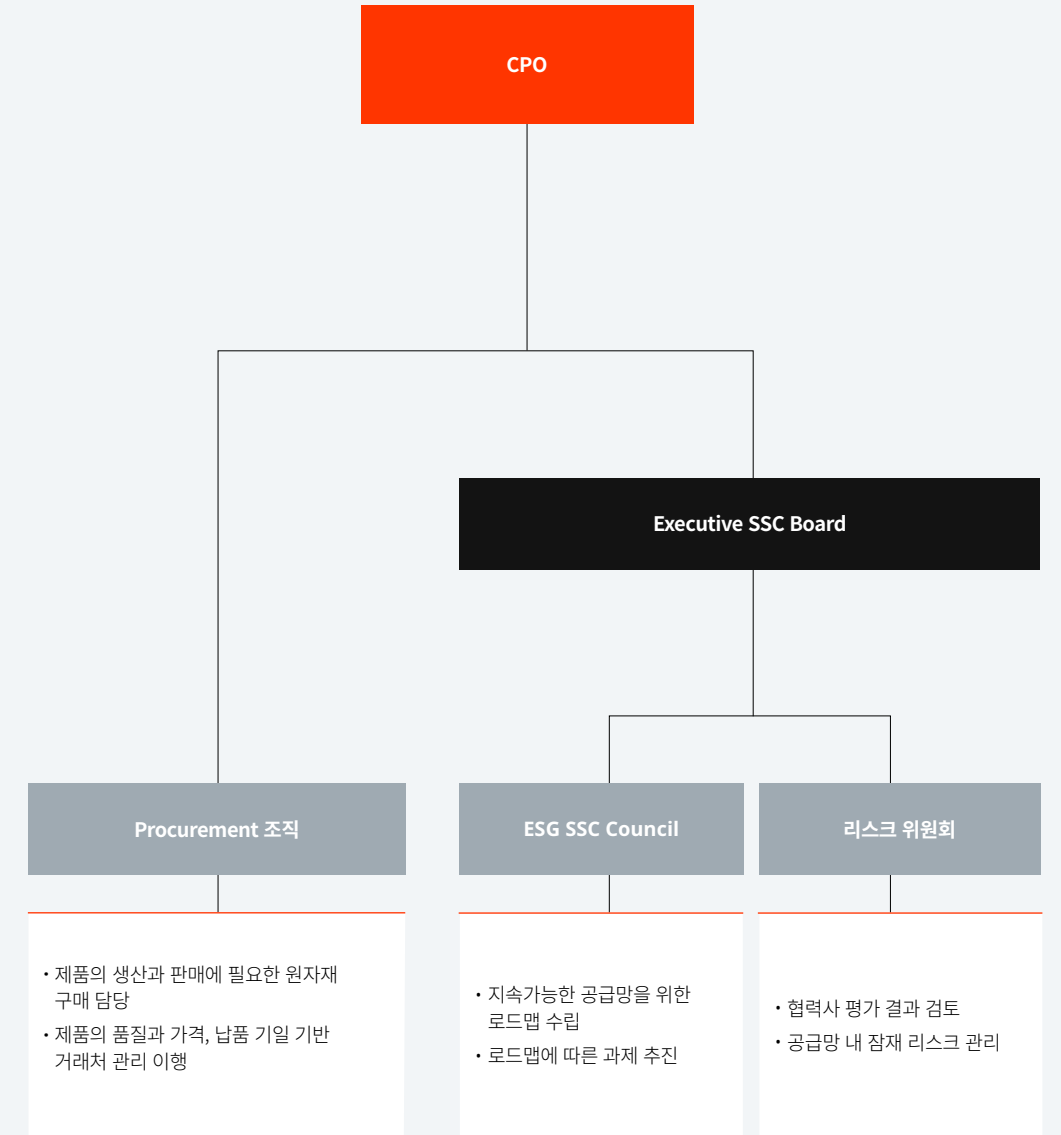 CPO
Executive SSC Board
Procurement 조직
ESG SSC Council
리스크 위원회
• 제품의 생산과 판매에 필요한 원자재
구매 담당
• 제품의 품질과 가격, 납품 기일 기반
거래처 관리 이행
• 지속가능한 공급망을 위한
로드맵 수립
• 로드맵에 따른 과제 추진
• 협력사 평가 결과 검토
• 공급망 내 잠재 리스크 관리